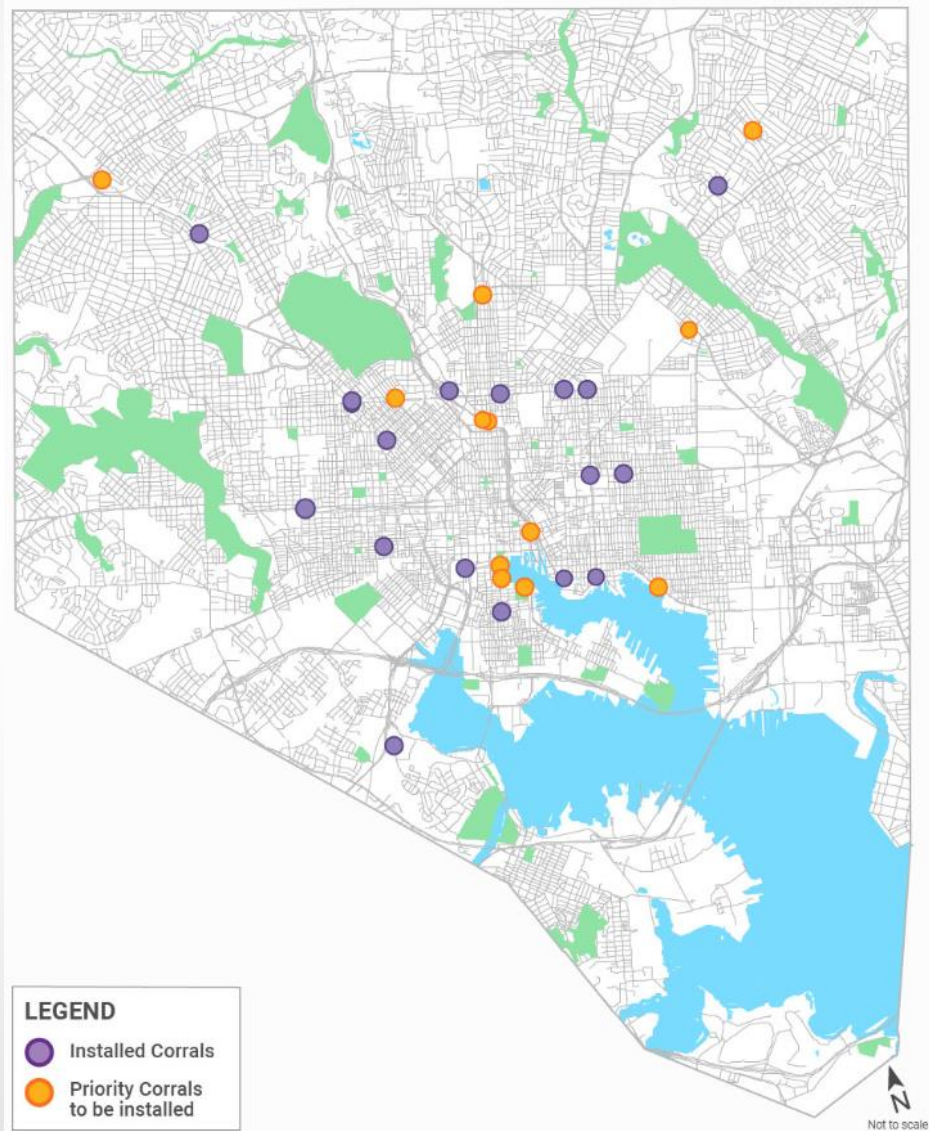 LEGEND
Installed Corrals
Priority Corrals
to be installed
N
Not to scale